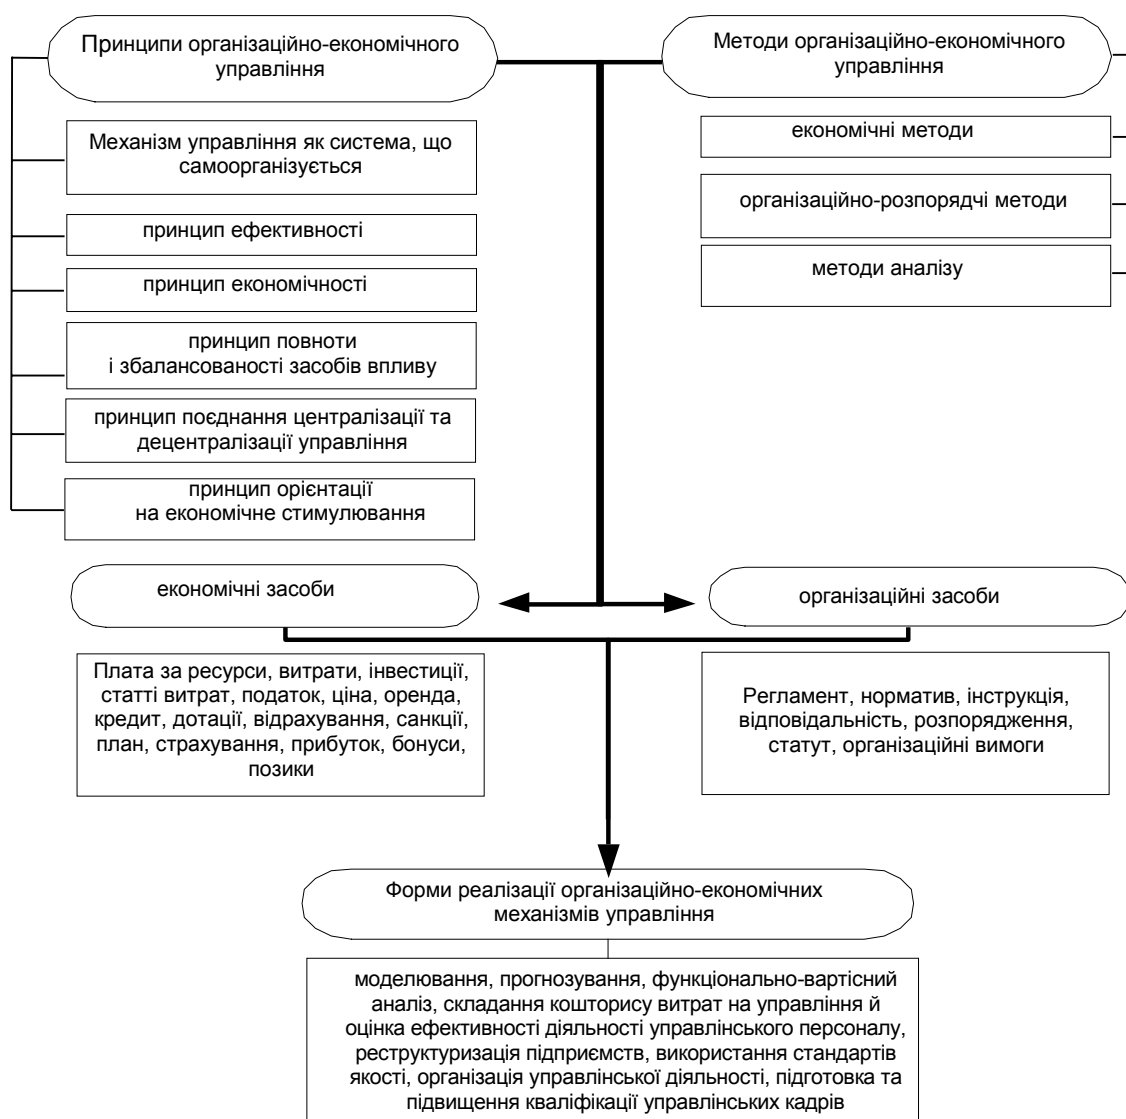 Принципи організаційно-економічного
управління
Механізм управління як система, що
самоорганізується
принцип ефективності
принцип економічності
принцип повноти
і збалансованості засобів впливу
принцип поєднання централізації та
децентралізації управління
принцип орієнтації
на економічне стимулювання
Методи організаційно-економічного
управління
економічні методи
організаційно-розпорядчі методи
методи аналізу
економічні засоби
Плата за ресурси, витрати, інвестиції,
статті витрат, податок, ціна, оренда,
кредит, дотації, відрахування, санкції,
план, страхування, прибуток, бонуси,
позики
організаційні засоби
Регламент, норматив, інструкція,
відповідальність, розпорядження,
статут, організаційні вимоги
Форми реалізації організаційно-економічних
механізмів управління
моделювання, прогнозування, функціонально-вартісний
аналіз, складання кошторису витрат на управління й
оцінка ефективності діяльності управлінського персоналу,
реструктуризація підприємств, використання стандартів
якості, організація управлінської діяльності, підготовка та
підвищення кваліфікації управлінських кадрів